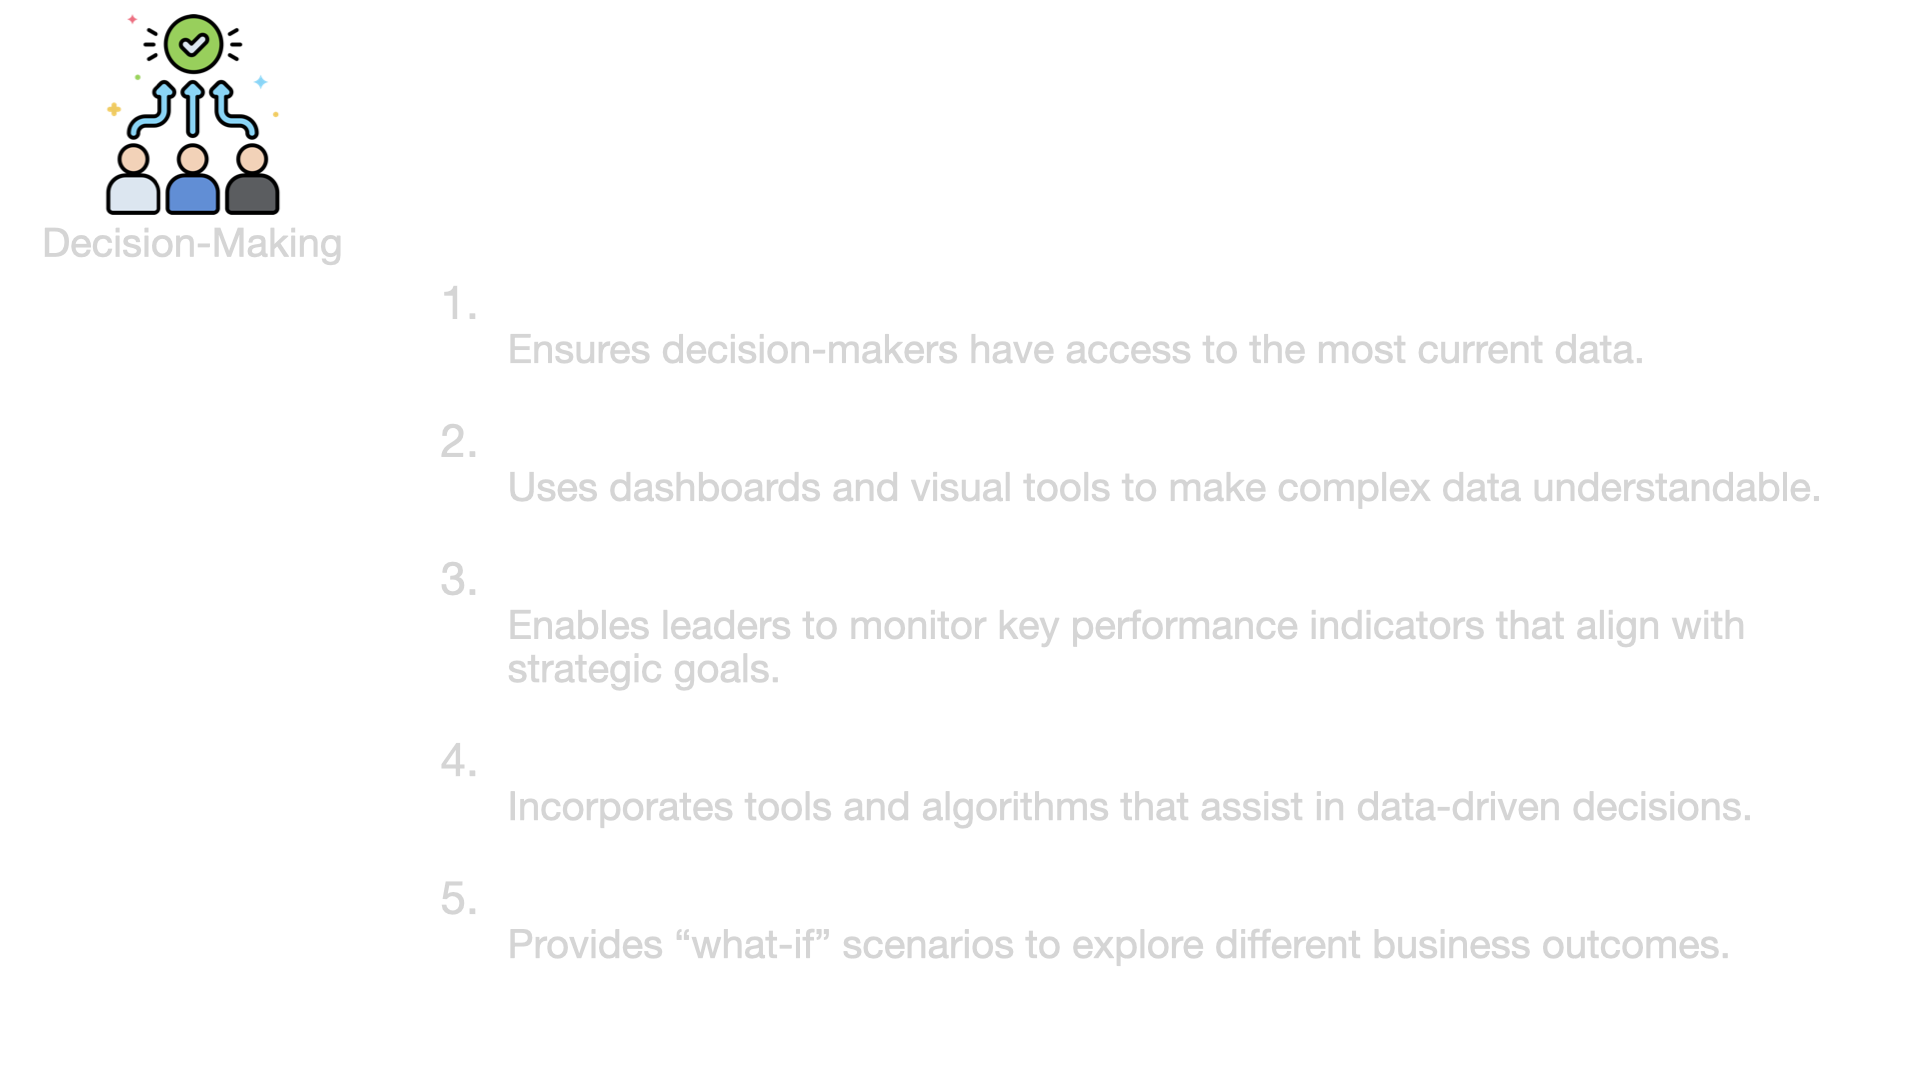 Decision-Making
1.
Ensures decision-makers have access to the most current data.
2.
Uses dashboards and visual tools to make complex data understandable.
3.
Enables leaders to monitor key performance indicators that align with
strategic goals.
4.
Incorporates tools and algorithms that assist in data-driven decisions.
5.
Provides “what-if” scenarios to explore different business outcomes.